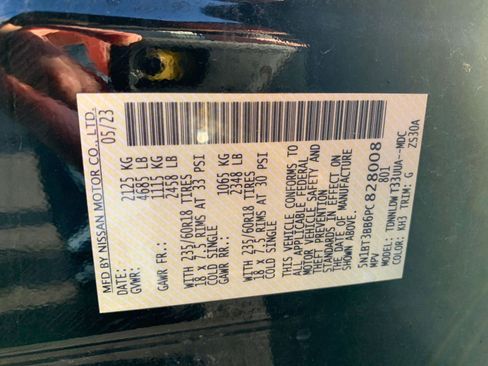 MFD BY NISSAN MOTOR CO., LTD.
DATE: 05/23
GVWR: 2125 KG
4685 LB
GAWR FR.: 1115 KG
2458 LB
WITH 235/60R18 TIRES
18 X 7.5 RIMS AT 33 PSI
COLD SINGLE
GAWR RR.: 1065 KG
2348 LB
WITH 235/60R18 TIRES
18 X 7.5 RIMS AT 30 PSI
COLD SINGLE
THIS VEHICLE CONFORMS TO
ALL APPLICABLE FEDERAL
MOTOR VEHICLE SAFETY AND
THEFT PREVENTION
STANDARDS IN EFFECT ON
THE DATE OF MANUFACTURE
SHOWN ABOVE.
5N1BT3BB6PC828008
MPV 801
MODEL: TDNNLDWT33UUA--MDC
COLOR: KH3 TRIM: G
ZS30A